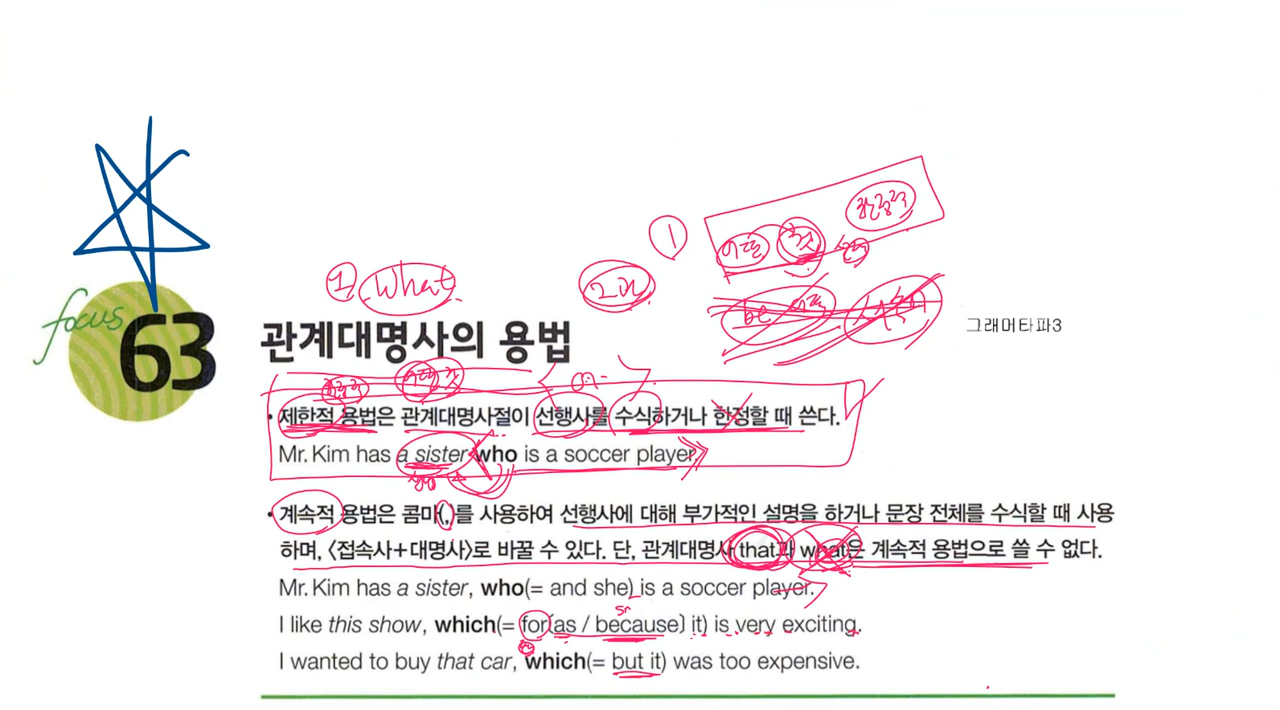 ① 
① What
그래머타파3
focus 63
관계대명사의 용법
• 제한적 용법은 관계대명사절이 선행사를 수식하거나 한정할 때 쓴다.
Mr. Kim has a sister who is a soccer player.
• 계속적 용법은 콤마(,)를 사용하여 선행사에 대해 부가적인 설명을 하거나 문장 전체를 수식할 때 사용
하며, 〈접속사+대명사〉로 바꿀 수 있다. 단, 관계대명사 that과 what은 계속적 용법으로 쓸 수 없다.
Mr. Kim has a sister, who(= and she) is a soccer player.
I like this show, which(= for〔as / because〕 it) is very exciting.
I wanted to buy that car, which(= but it) was too expensive.